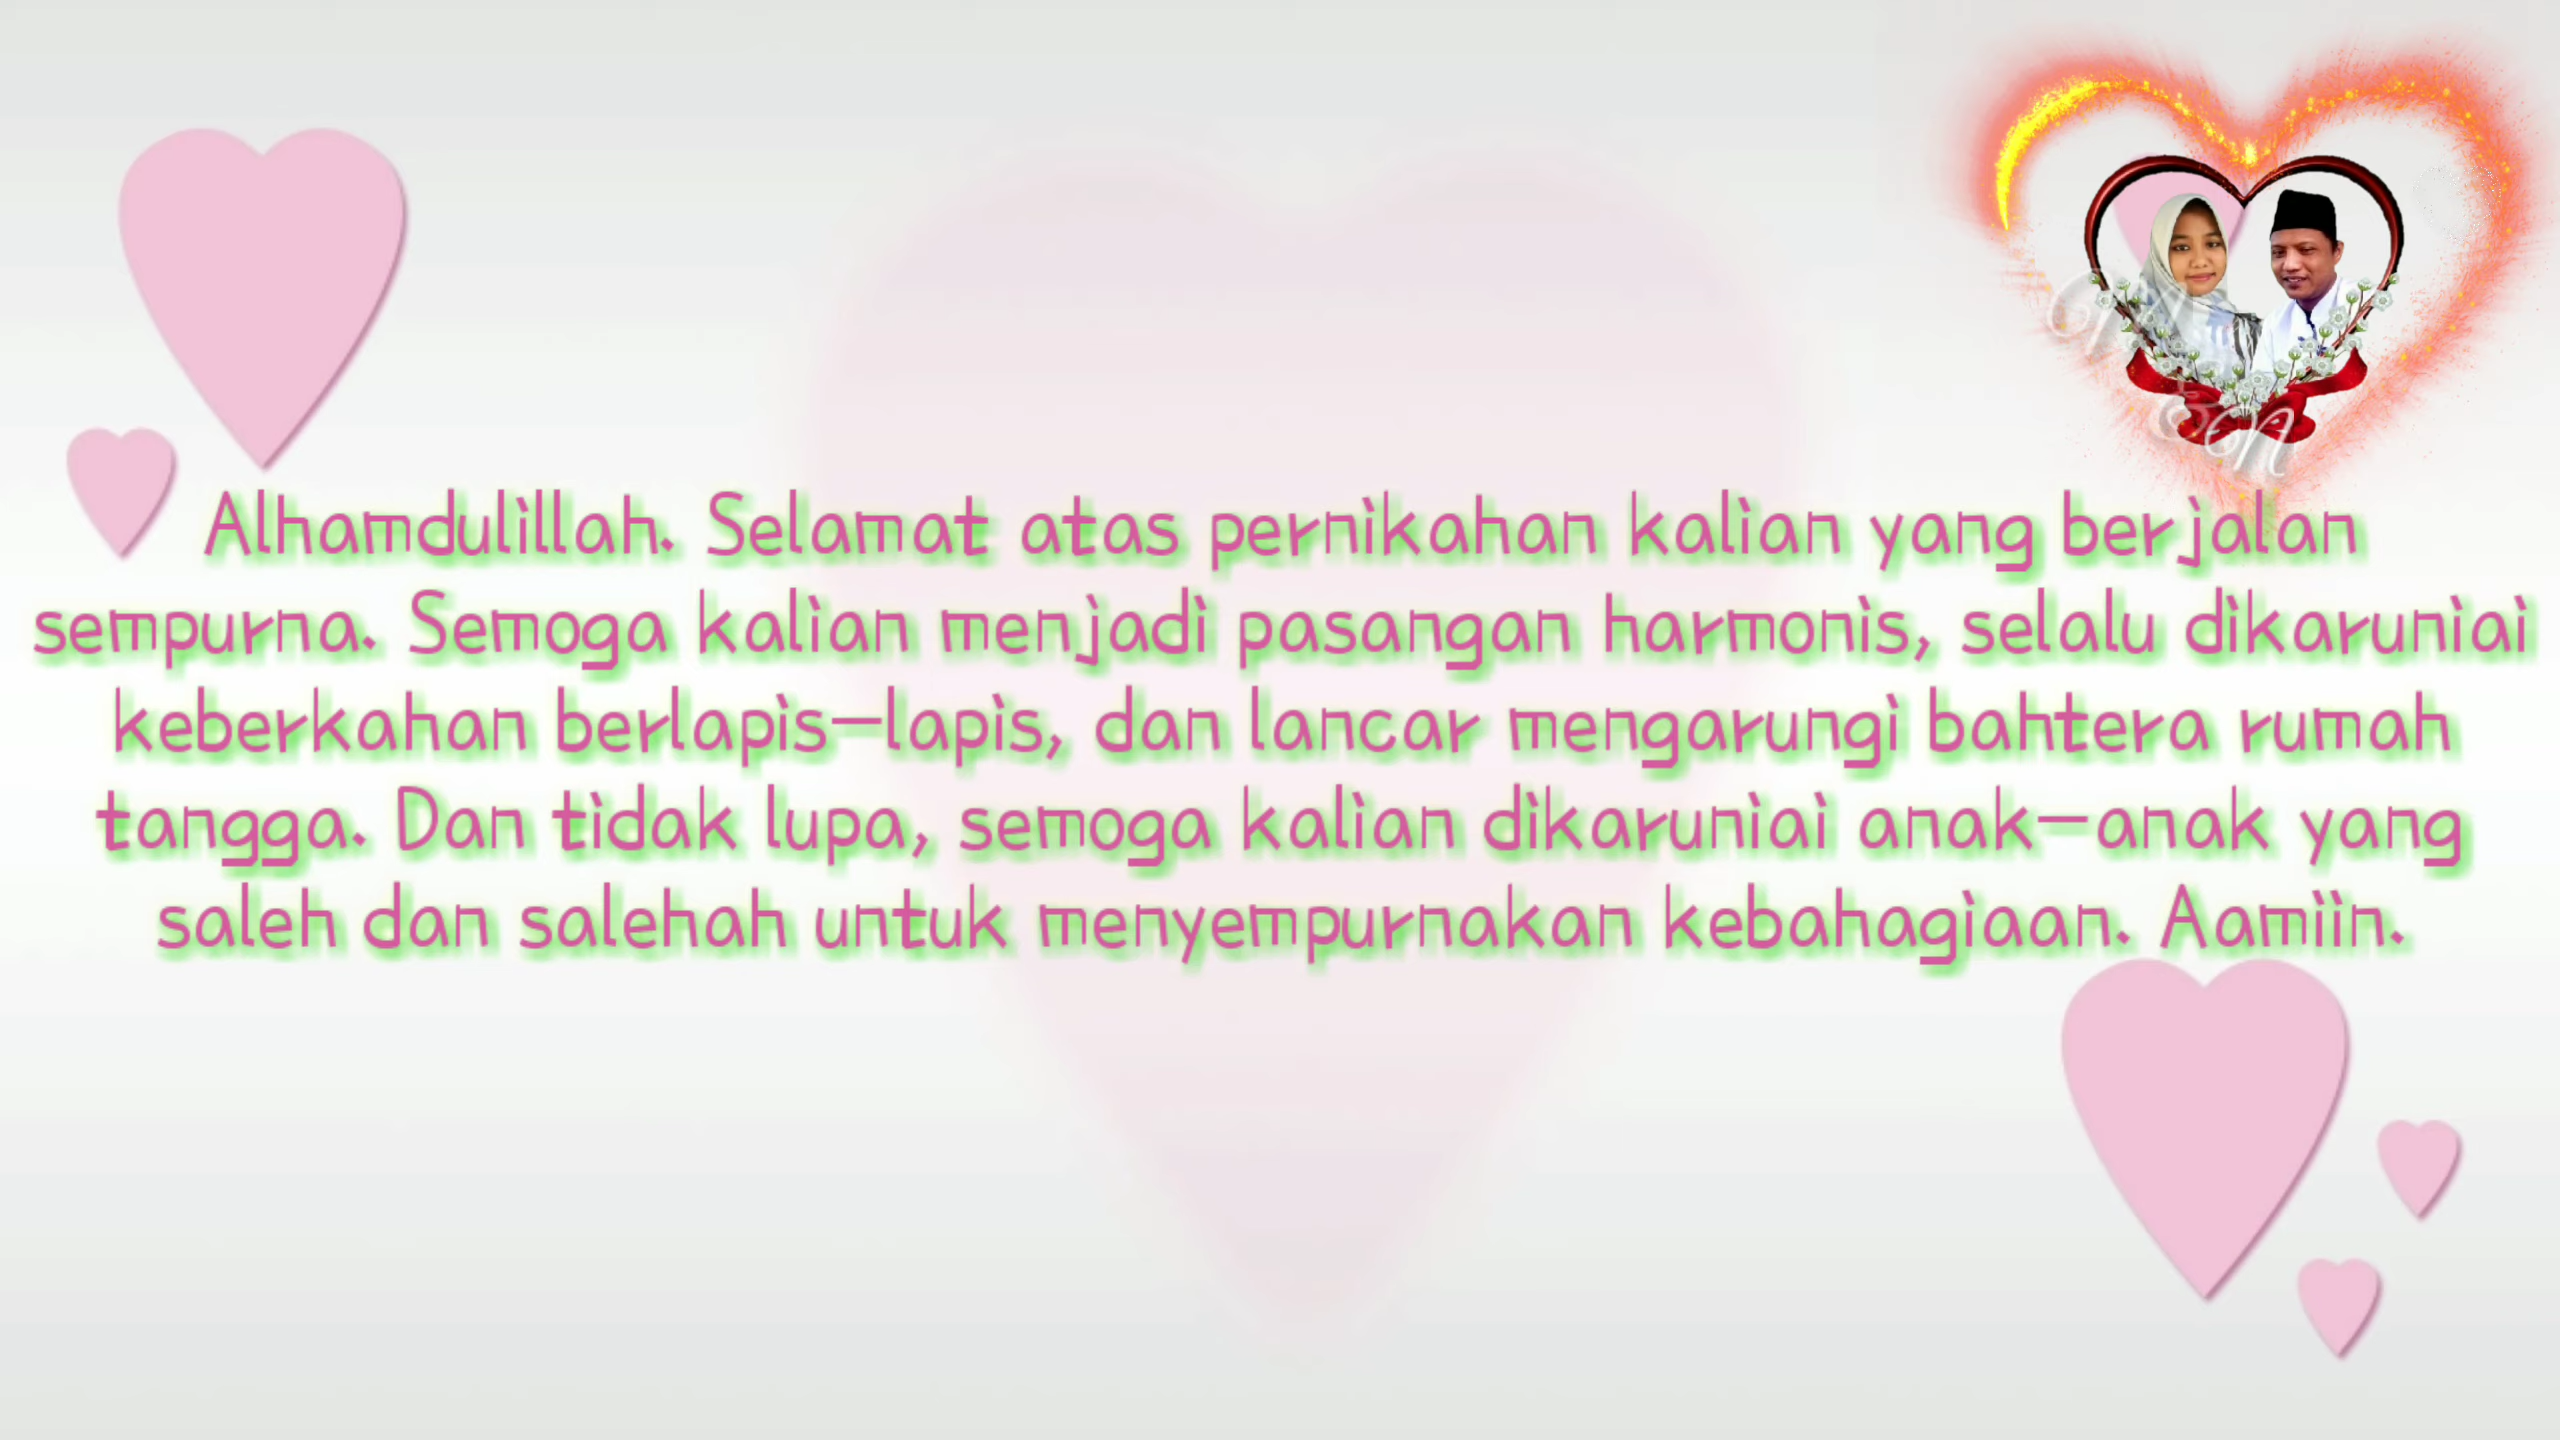 Alhamdulillah. Selamat atas pernikahan kalian yang berjalan
sempurna. Semoga kalian menjadi pasangan harmonis, selalu dikaruniai
keberkahan berlapis-lapis, dan lancar mengarungi bahtera rumah
tangga. Dan tidak lupa, semoga kalian dikaruniai anak-anak yang
saleh dan salehah untuk menyempurnakan kebahagiaan. Aamiin.